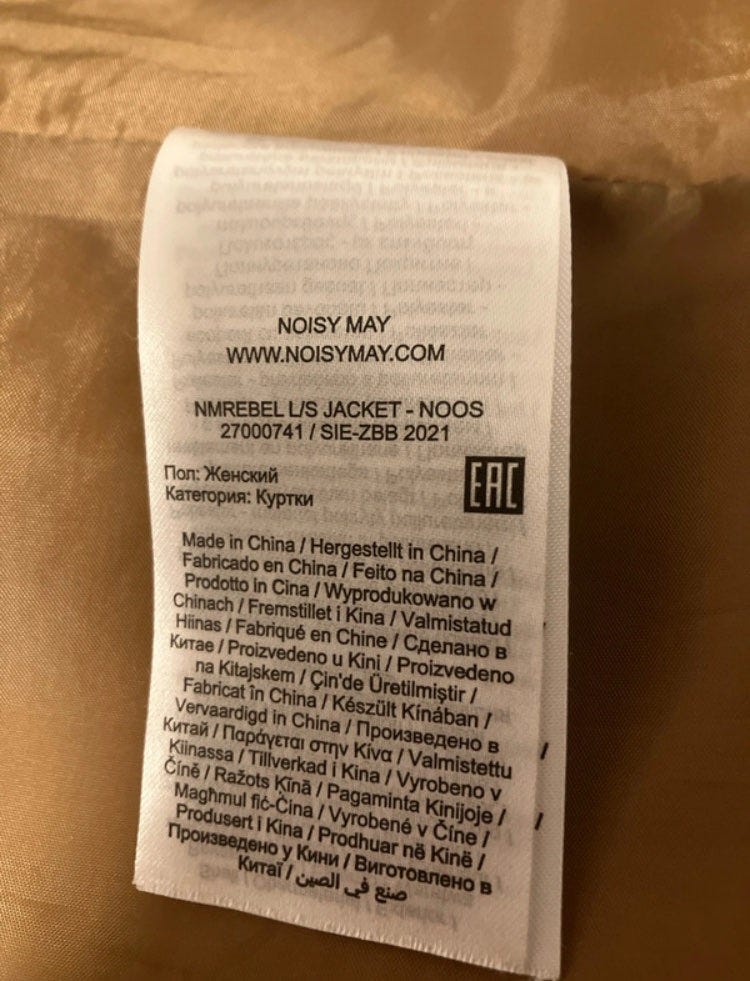 NOISY MAY
WWW.NOISYMAY.COM
NMREBEL L/S JACKET - NOOS
27000741 / SIE-ZBB 2021
Пол: Женский
Категория: Куртки
EAC
Made in China / Hergestellt in China /
Fabricado en China / Feito na China /
Prodotto in Cina / Wyprodukowano w
Chinach / Fremstillet i Kina / Valmistatud
Hiinas / Fabriqué en Chine / Сделано в
Китае / Proizvedeno u Kini / Proizvedeno
na Kitajskem / Çin'de Üretilmiştir /
Fabricat în China / Készült Kínában /
Vervaardigd in China / Произведено в
Китай / Παράγεται στην Κίνα / Valmistettu
Kiinassa / Tillverkad i Kina / Vyrobeno v
Číně / Ražots Ķīnā / Pagaminta Kinijoje /
Magħmul fiċ-Ċina / Vyrobené v Číne /
Produsert i Kina / Prodhuar në Kinë /
Произведено у Кини / Виготовлено в
Китаї / صنع في الصين